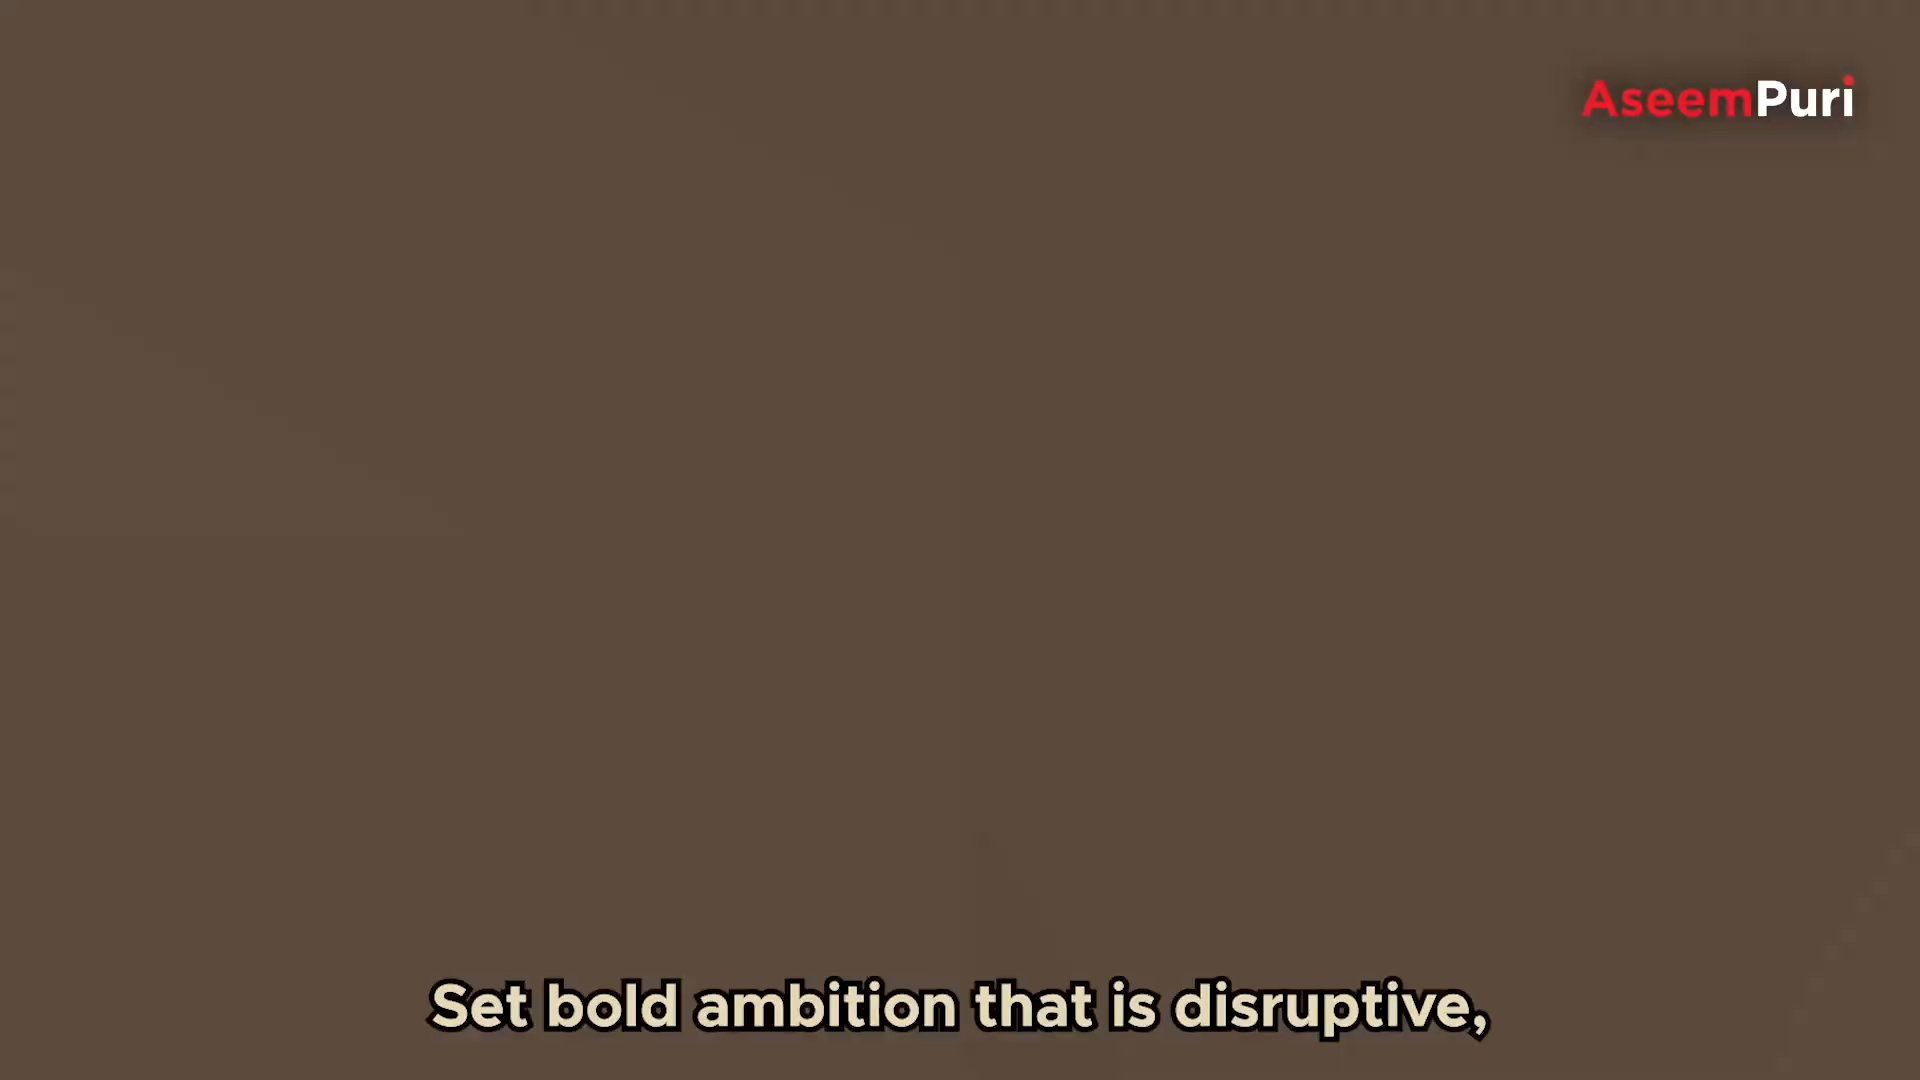 AseemPuri
Set bold ambition that is disruptive,